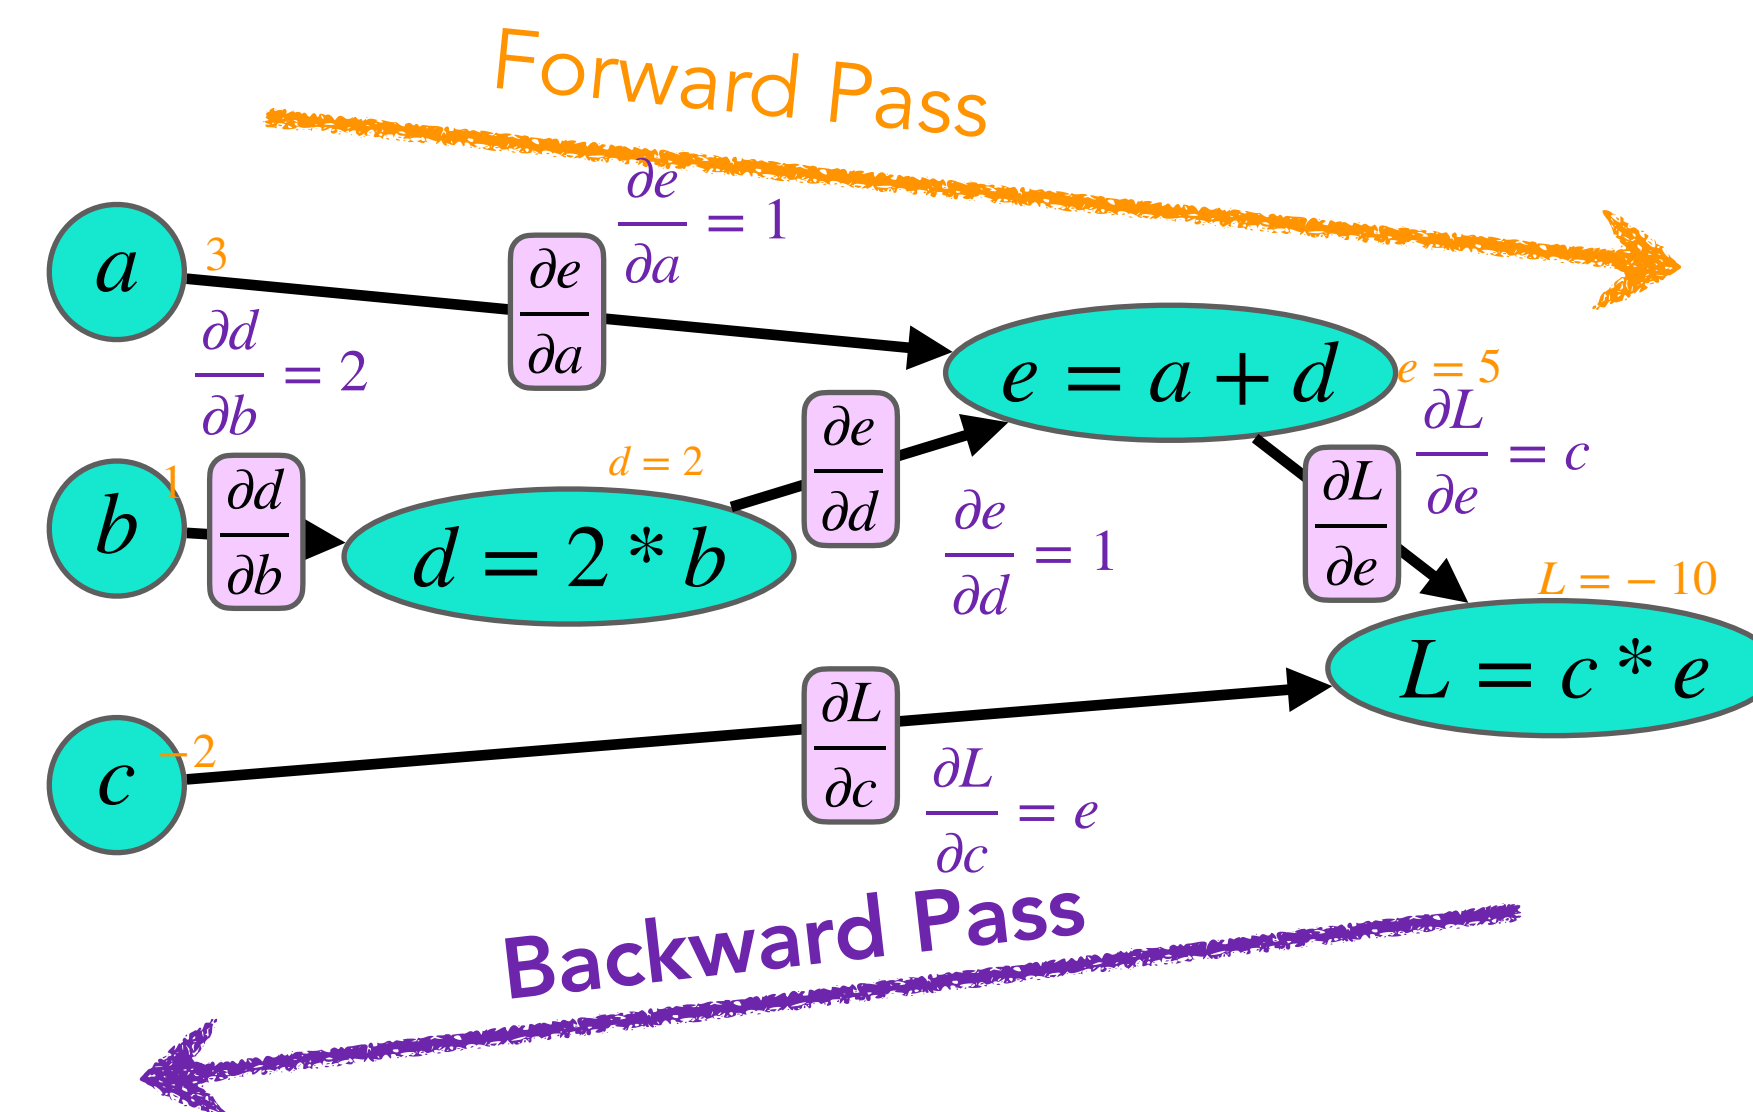 Forward Pass
∂e/∂a = 1
a
3
∂e/∂a
∂d/∂b = 2
e = a + d
e = 5
∂L/∂e = c
b
1
∂d/∂b
d = 2
d = 2 * b
∂e/∂d
∂e/∂d = 1
∂L/∂e
L = − 10
L = c * e
c
−2
∂L/∂c
∂L/∂c = e
Backward Pass